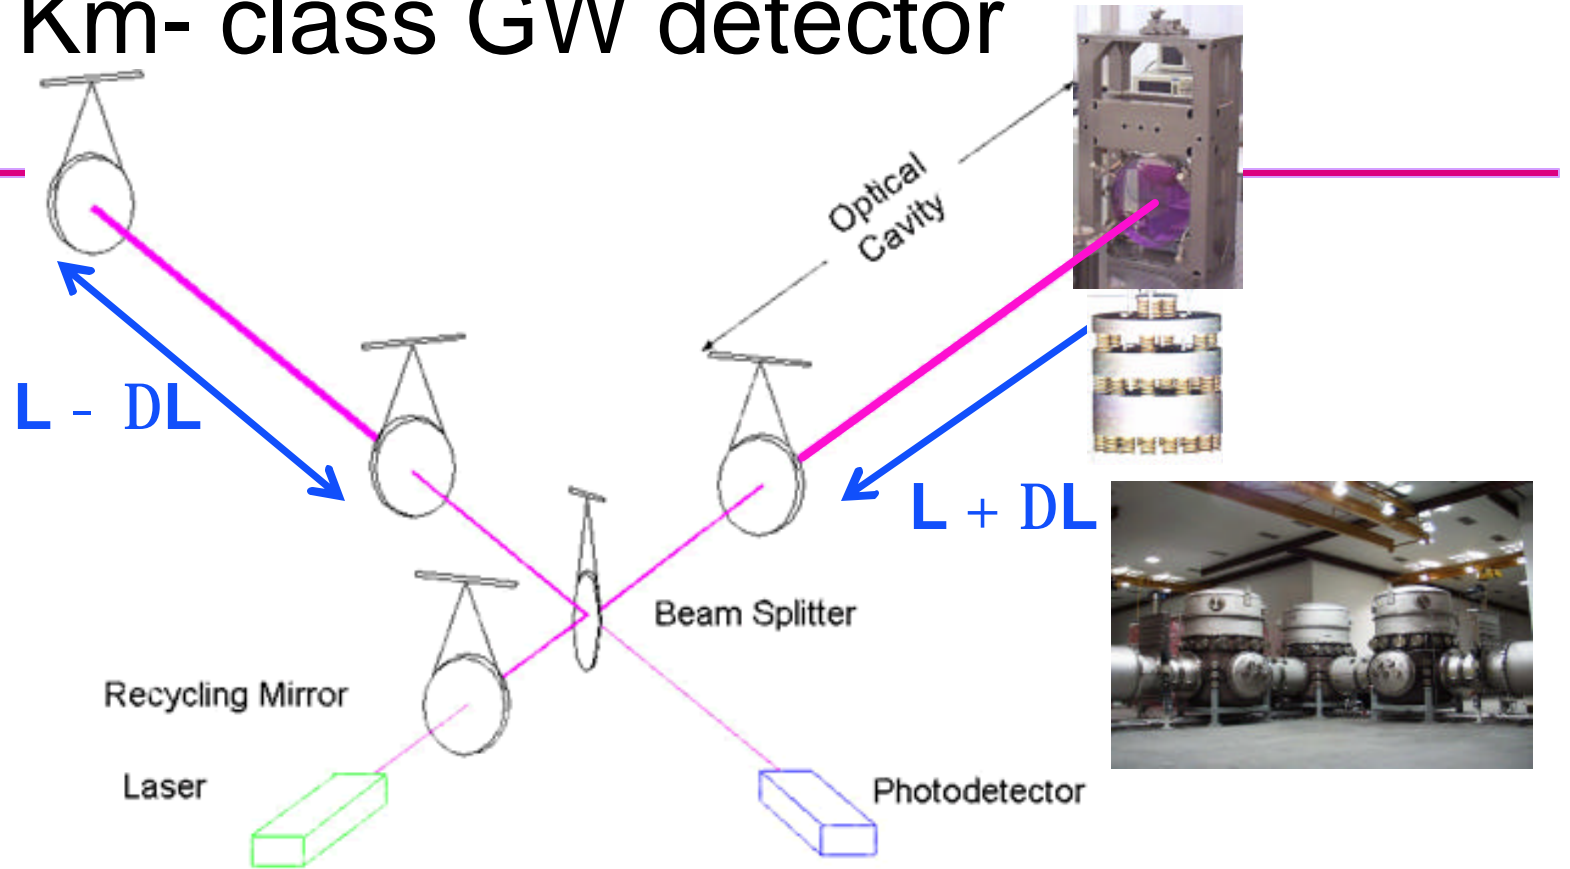 Km- class GW detector
Optical
Cavity
L - DL
L + DL
Beam Splitter
Recycling Mirror
Laser
Photodetector